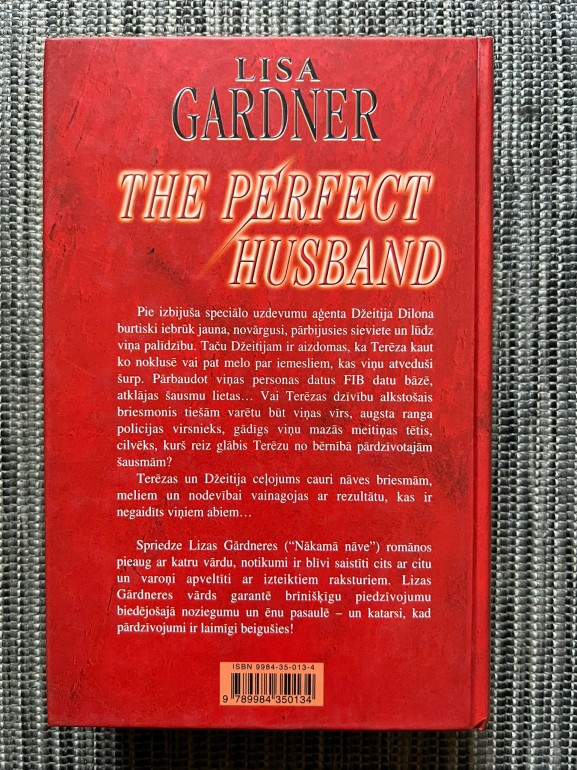 LISA
GARDNER
THE PERFECT
HUSBAND
Pie izbijuša speciālo uzdevumu aģenta Džeitija Dilona
burtiski iebrūk jauna, novārgusi, pārbijusies sieviete un lūdz
viņa palīdzību. Taču Džeitijam ir aizdomas, ka Terēza kaut
ko noklusē vai pat melo par iemesliem, kas viņu atveduši
šurp. Pārbaudot viņas personas datus FIB datu bāzē,
atklājas šausmu lietas... Vai Terēzas dzīvību alkstošais
briesmonis tiešām varētu būt viņas vīrs, augsta ranga
policijas virsnieks, gādīgs viņu mazās meitiņas tētis,
cilvēks, kurš reiz glābis Terēzu no bērnībā pārdzīvotajām
šausmām?
Terēzas un Džeitija ceļojums cauri nāves briesmām,
meliem un nodevībai vainagojas ar rezultātu, kas ir
negaidīts viņiem abiem...
Spriedze Lizas Gārdneres (“Nākamā nāve”) romānos
pieaug ar katru vārdu, notikumi ir blīvi saistīti cits ar citu
un varoņi apveltīti ar izteiktiem raksturiem. Lizas
Gārdneres vārds garantē brīnišķīgu piedzīvojumu
biedējošajā noziegumu un ēnu pasaulē – un katarsi, kad
pārdzīvojumi ir laimīgi beigušies!
ISBN 9984-35-013-4
9 789984 350134